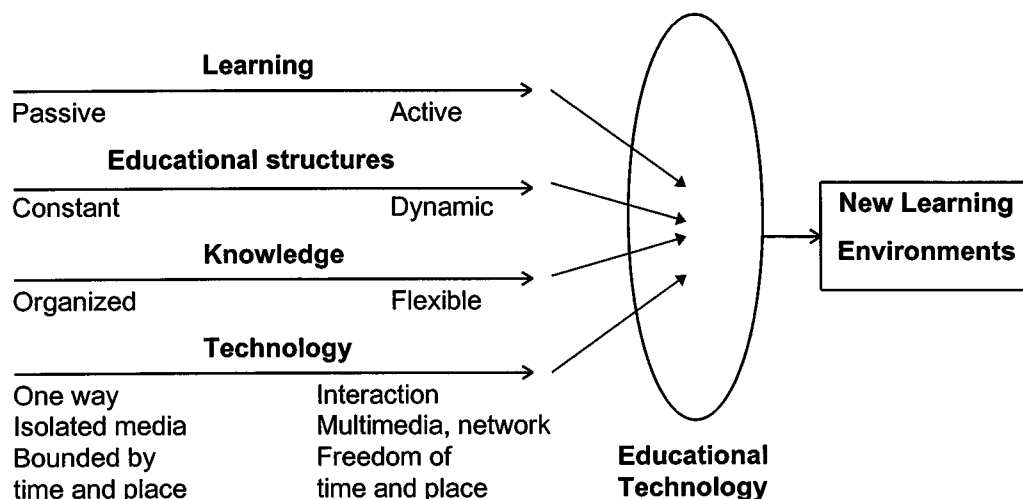 Learning
Passive Active
Educational structures
Constant Dynamic
Knowledge
Organized Flexible
Technology
One way Interaction
Isolated media Multimedia, network
Bounded by Freedom of
time and place time and place
Educational
Technology
New Learning
Environments